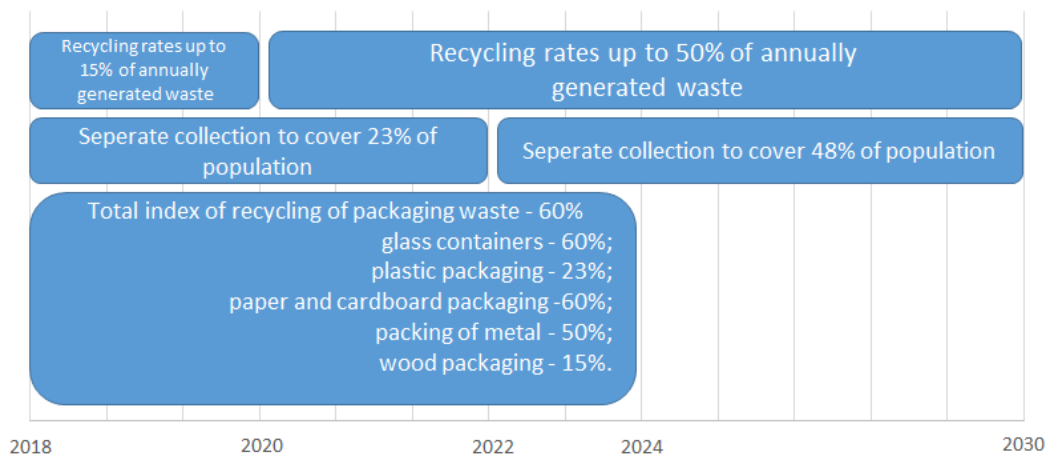 Recycling rates up to
15% of annually
generated waste
Recycling rates up to 50% of annually
generated waste
Seperate collection to cover 23% of
population
Seperate collection to cover 48% of population
Total index of recycling of packaging waste - 60%
glass containers - 60%;
plastic packaging - 23%;
paper and cardboard packaging -60%;
packing of metal - 50%;
wood packaging - 15%.
2018
2020
2022
2024
2030